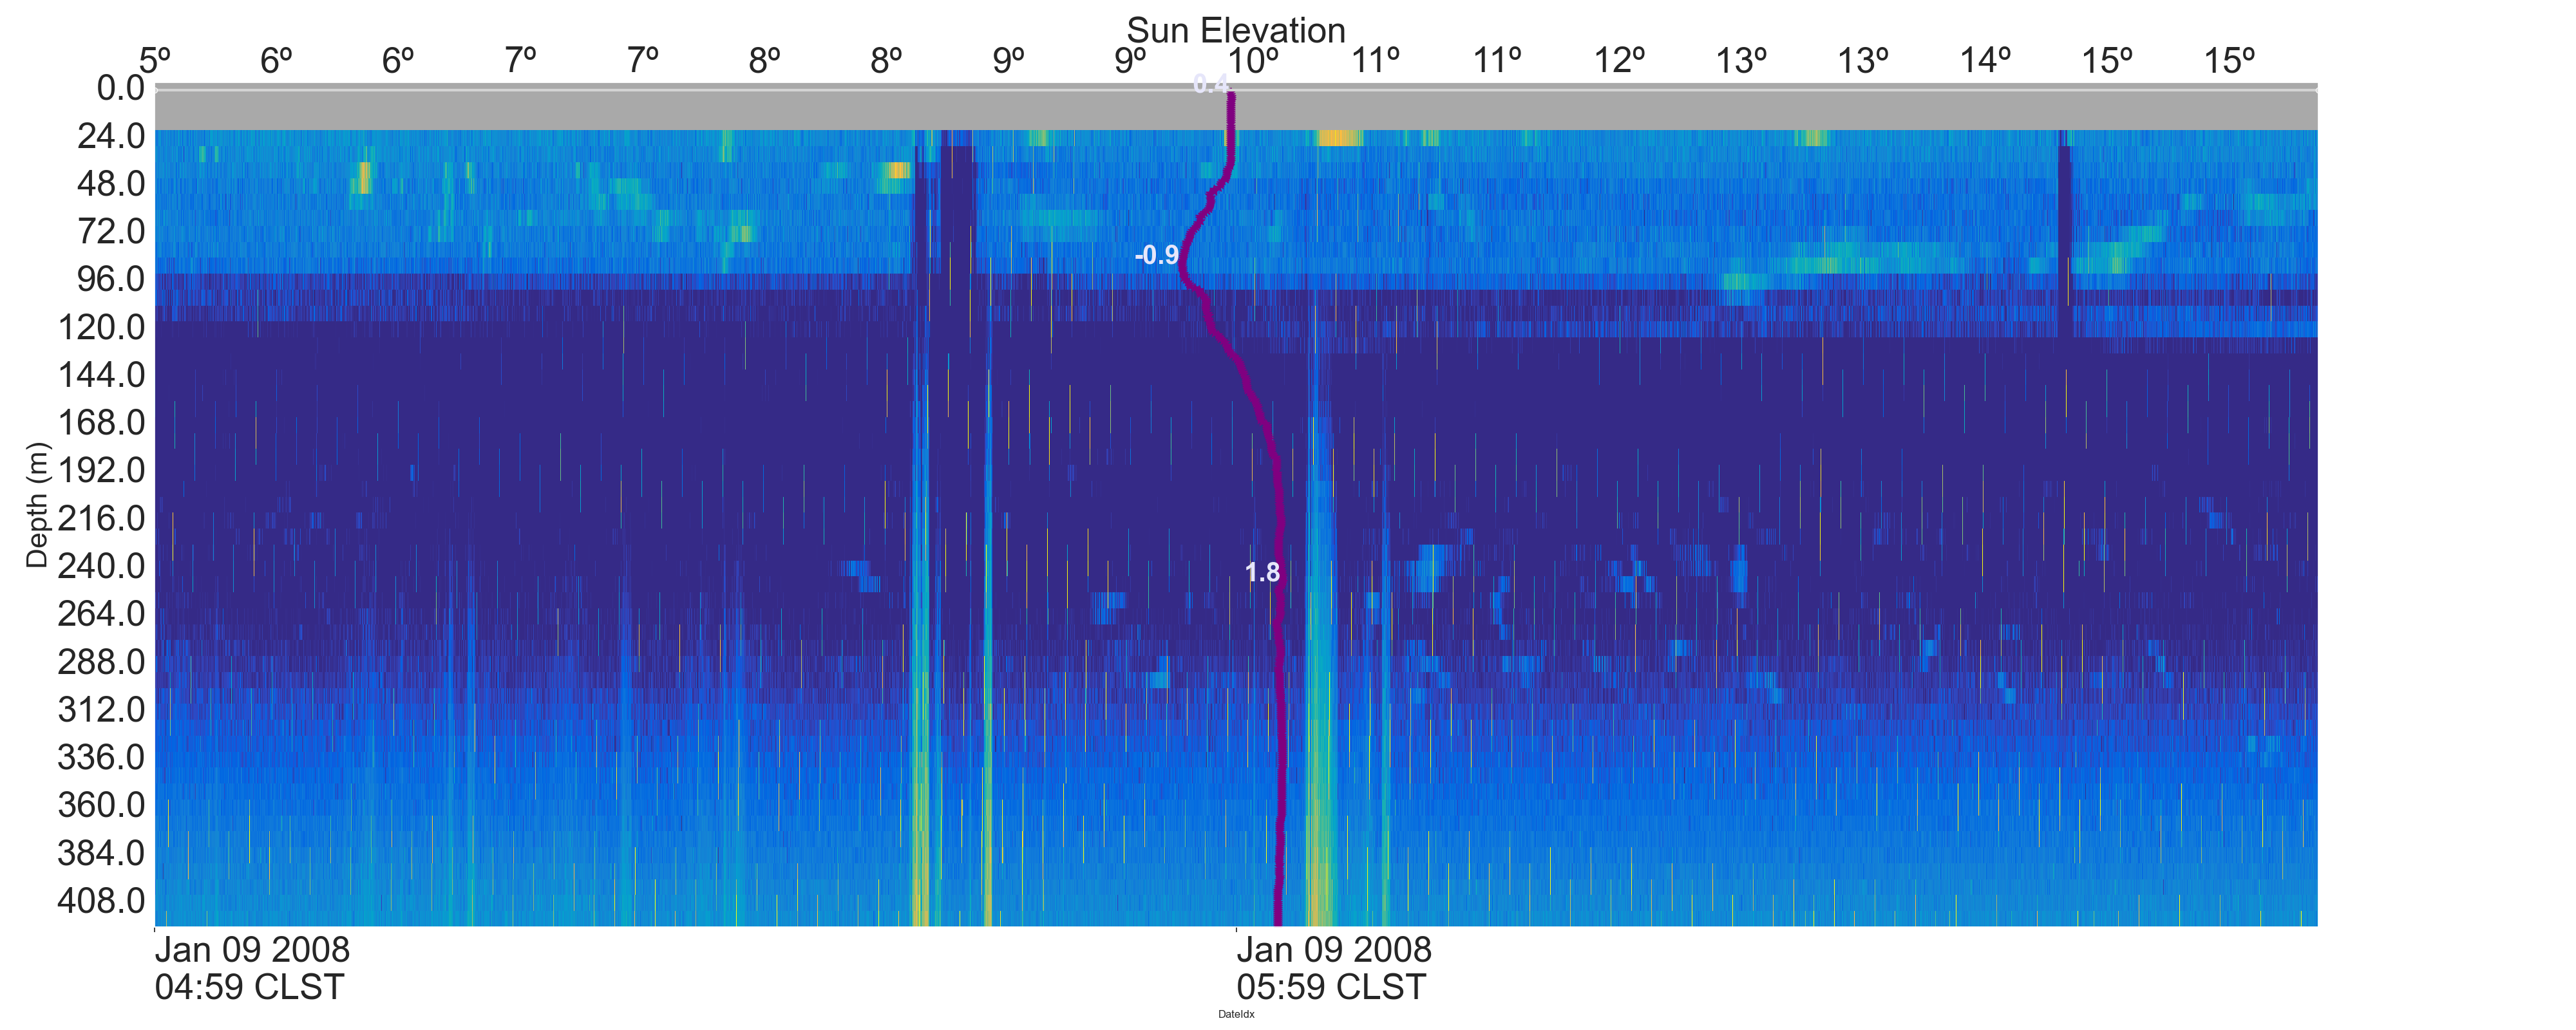 Sun Elevation
5º 6º 6º 7º 7º 8º 8º 9º 9º 10º 11º 11º 12º 13º 13º 14º 15º 15º
0.0
0.4
24.0
48.0
72.0
-0.9
96.0
120.0
144.0
168.0
192.0
216.0
Depth (m)
240.0
1.8
264.0
288.0
312.0
336.0
360.0
384.0
408.0
Jan 09 2008
04:59 CLST
Jan 09 2008
05:59 CLST
DateIdx